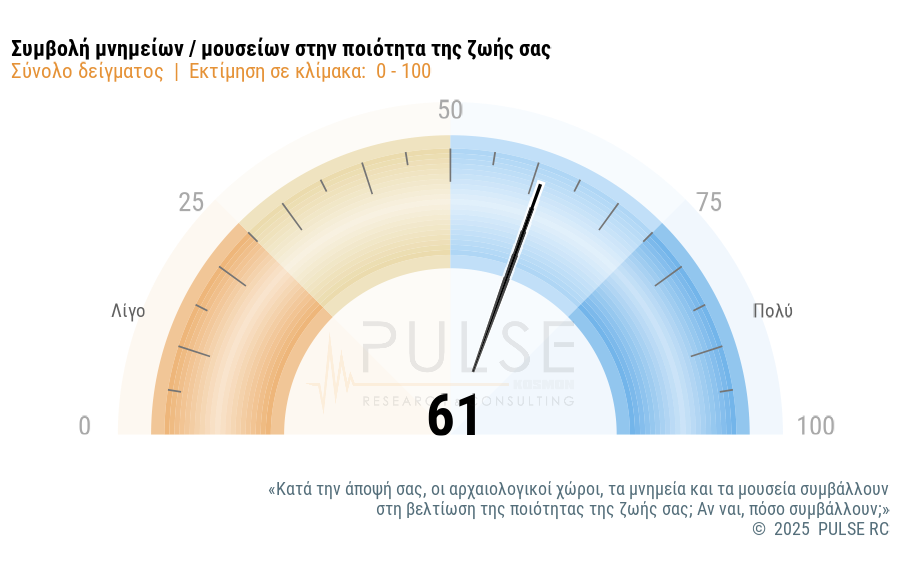 Συμβολή μνημείων / μουσείων στην ποιότητα της ζωής σας
Σύνολο δείγματος | Εκτίμηση σε κλίμακα: 0 - 100
50
25
75
Λίγο
Πολύ
PULSE
RESEARCH & CONSULTING
61
0
100
«Κατά την άποψή σας, οι αρχαιολογικοί χώροι, τα μνημεία και τα μουσεία συμβάλλουν
στη βελτίωση της ποιότητας της ζωής σας; Αν ναι, πόσο συμβάλλουν;»
© 2025 PULSE RC